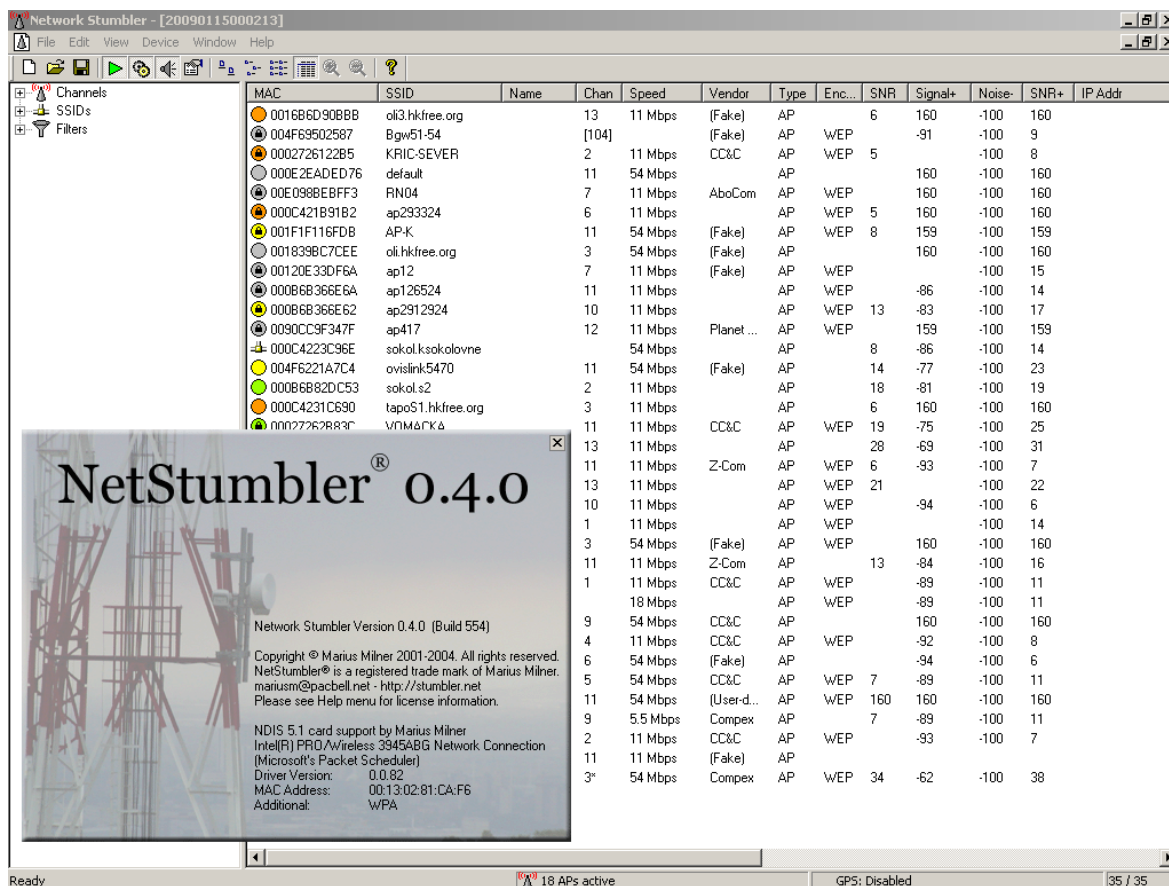 Network Stumbler - [20090115000213]
File Edit View Device Window Help
Channels
SSIDs
Filters
MAC SSID Name Chan Speed Vendor Type Enc... SNR Signal+ Noise- SNR+ IP Addr
0016B6D90BBB oli3.hkfree.org 13 11 Mbps (Fake) AP 6 160 -100 160
004F69502587 Bgw51-54 [104] (Fake) AP WEP -91 -100 9
0002726122B5 KRIC-SEVER 2 11 Mbps CC&C AP WEP 5 -100 8
000E2EADED76 default 11 54 Mbps AP 160 -100 160
00E098BEBFF3 RN04 7 11 Mbps AboCom AP WEP 160 -100 160
000C421B91B2 ap293324 6 11 Mbps AP WEP 5 160 -100 160
001F1F116FDB AP-K 11 54 Mbps (Fake) AP WEP 8 159 -100 159
001839BC7CEE oli.hkfree.org 3 54 Mbps (Fake) AP 160 -100 160
00120E33DF6A ap12 7 11 Mbps (Fake) AP WEP -100 15
000B6B366E6A ap126524 11 11 Mbps AP WEP -86 -100 14
000B6B366E62 ap2912924 10 11 Mbps AP WEP 13 -83 -100 17
0090CC9F347F ap417 12 11 Mbps Planet ... AP WEP 159 -100 159
000C4223C96E sokol.ksokolovne 54 Mbps AP 8 -86 -100 14
004F6221A7C4 ovislink5470 11 54 Mbps (Fake) AP 14 -77 -100 23
000B6B82DC53 sokol.s2 2 11 Mbps AP 18 -81 -100 19
000C4231C690 tapoS1.hkfree.org 3 11 Mbps AP 6 160 -100 160
00027262B83C VOMACKA 11 11 Mbps CC&C AP WEP 19 -75 -100 25
13 11 Mbps AP 28 -69 -100 31
11 11 Mbps Z-Com AP WEP 6 -93 -100 7
13 11 Mbps AP WEP 21 -100 22
10 11 Mbps AP WEP -94 -100 6
1 11 Mbps AP WEP -100 14
3 54 Mbps (Fake) AP WEP 160 -100 160
11 11 Mbps Z-Com AP 13 -84 -100 16
1 11 Mbps CC&C AP WEP -89 -100 11
18 Mbps AP WEP -89 -100 11
9 54 Mbps CC&C AP 160 -100 160
4 11 Mbps CC&C AP WEP -92 -100 8
6 54 Mbps (Fake) AP -94 -100 6
5 54 Mbps CC&C AP WEP 7 -89 -100 11
11 54 Mbps (User-d... AP WEP 160 160 -100 160
9 5.5 Mbps Compex AP 7 -89 -100 11
2 11 Mbps CC&C AP WEP -93 -100 7
11 11 Mbps (Fake) AP
3* 54 Mbps Compex AP WEP 34 -62 -100 38
NetStumbler® 0.4.0
Network Stumbler Version 0.4.0 (Build 554)
Copyright © Marius Milner 2001-2004. All rights reserved.
NetStumbler® is a registered trade mark of Marius Milner.
mariusm@pacbell.net - http://stumbler.net
Please see Help menu for license information.
NDIS 5.1 card support by Marius Milner
Intel(R) PRO/Wireless 3945ABG Network Connection
(Microsoft's Packet Scheduler)
Driver Version: 0.0.82
MAC Address: 00:13:02:81:CA:F6
Additional: WPA
Ready 18 APs active GPS: Disabled 35 / 35